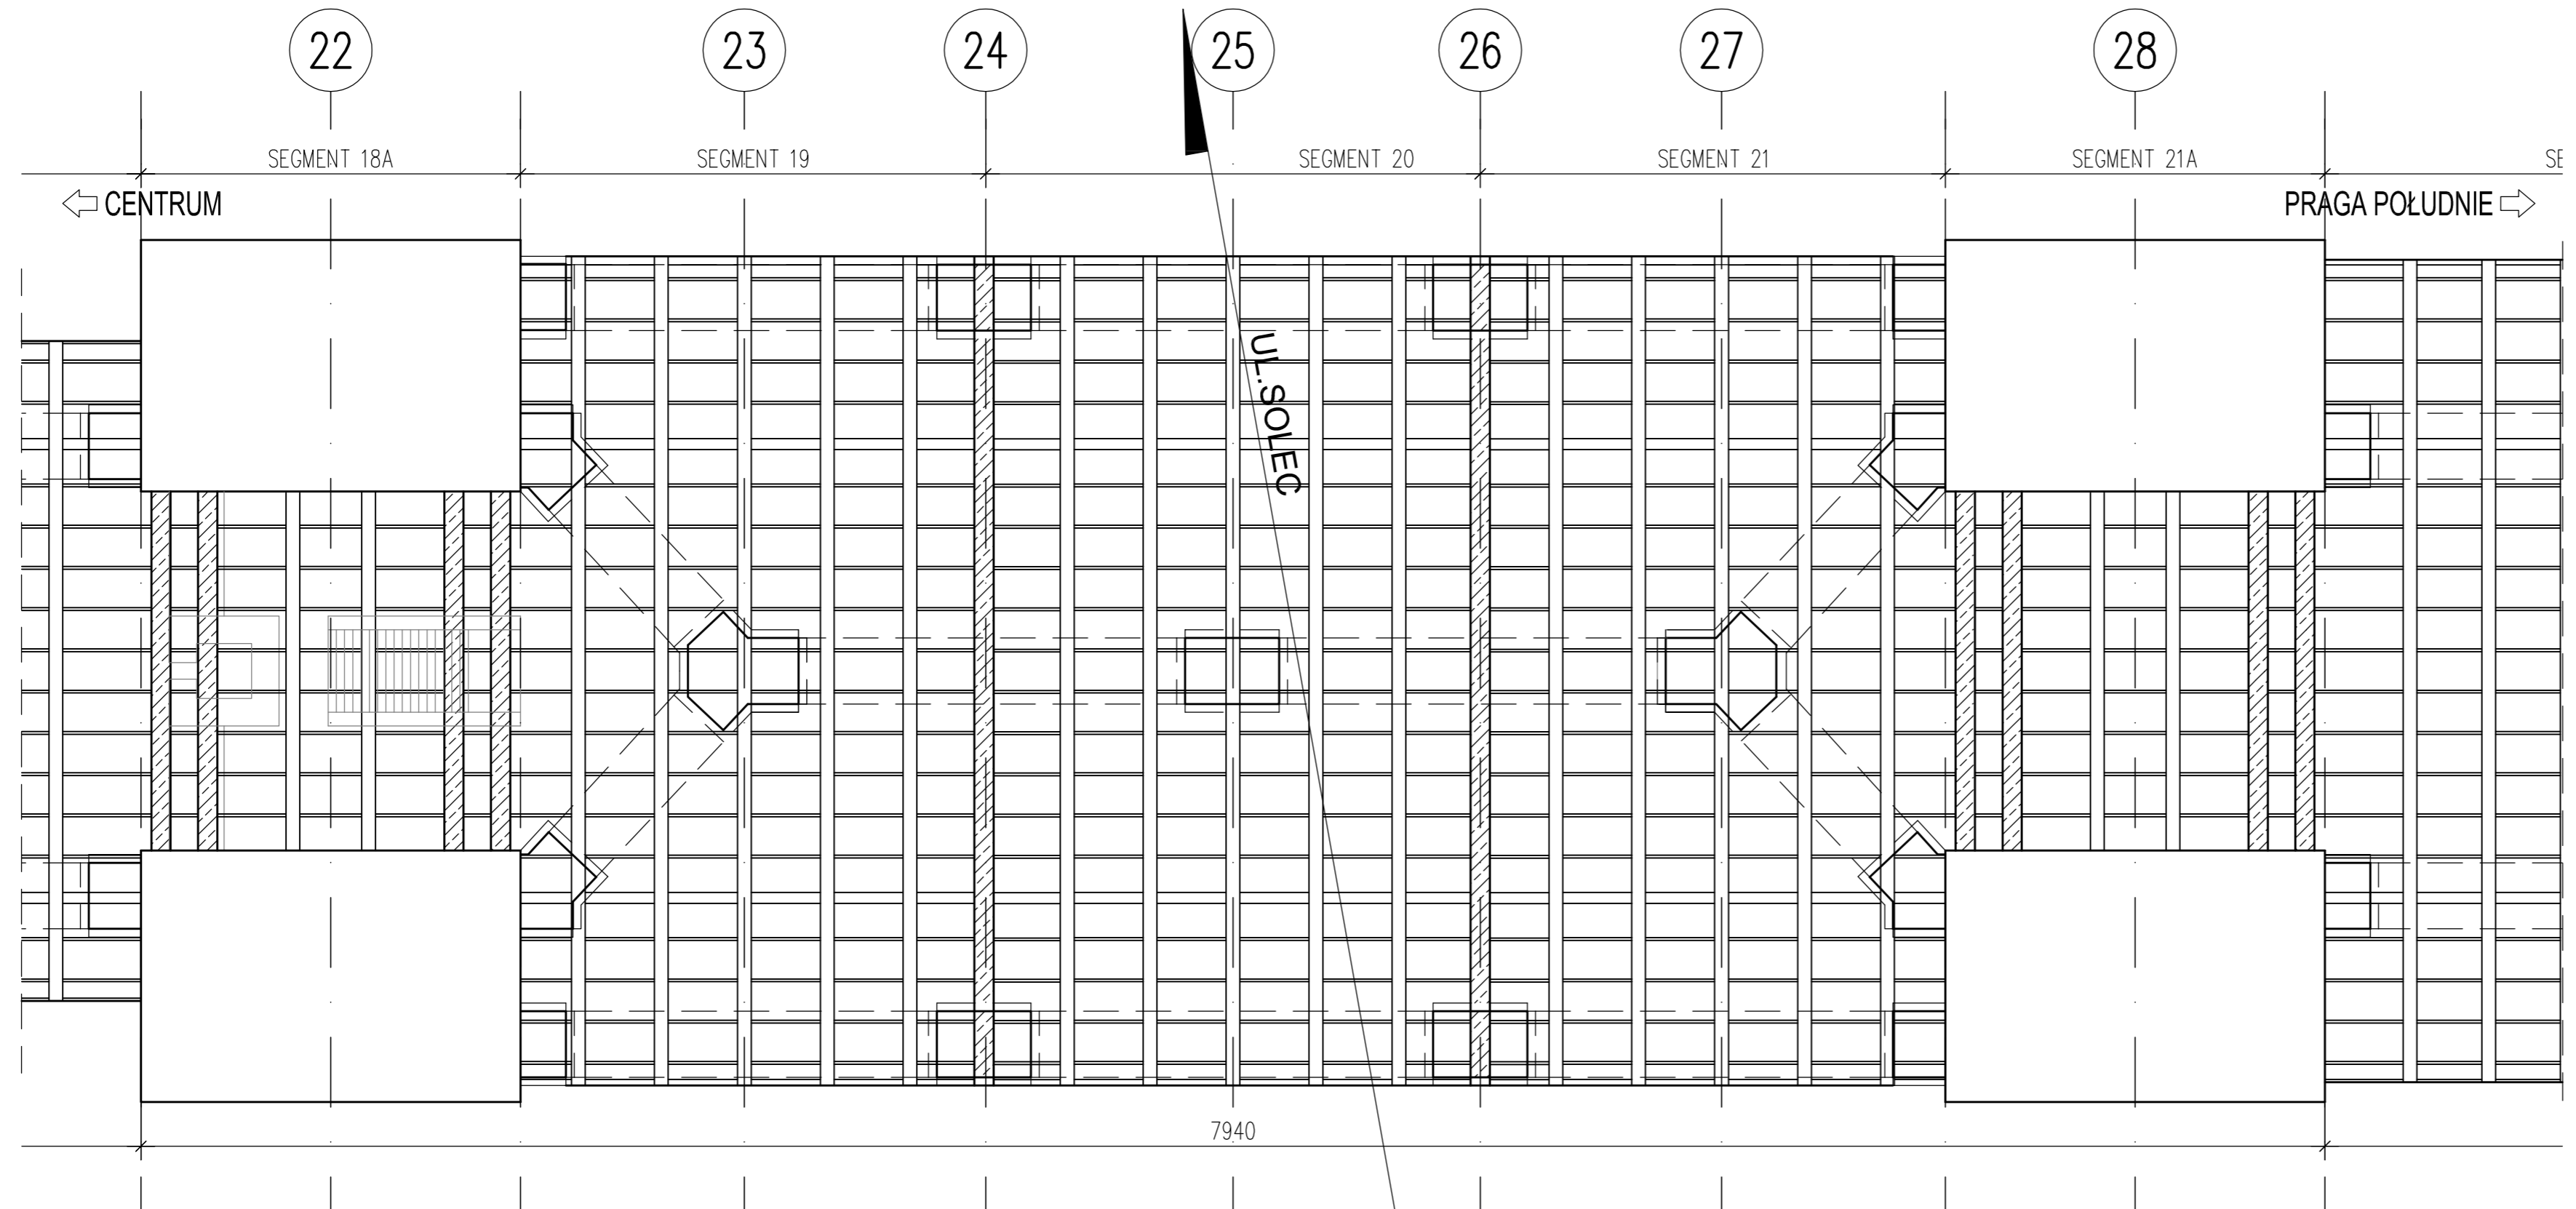 22 23 24 25 26 27 28
SEGMENT 18A SEGMENT 19 SEGMENT 20 SEGMENT 21 SEGMENT 21A SE
CENTRUM PRAGA POŁUDNIE
UL.SOLEC
7940